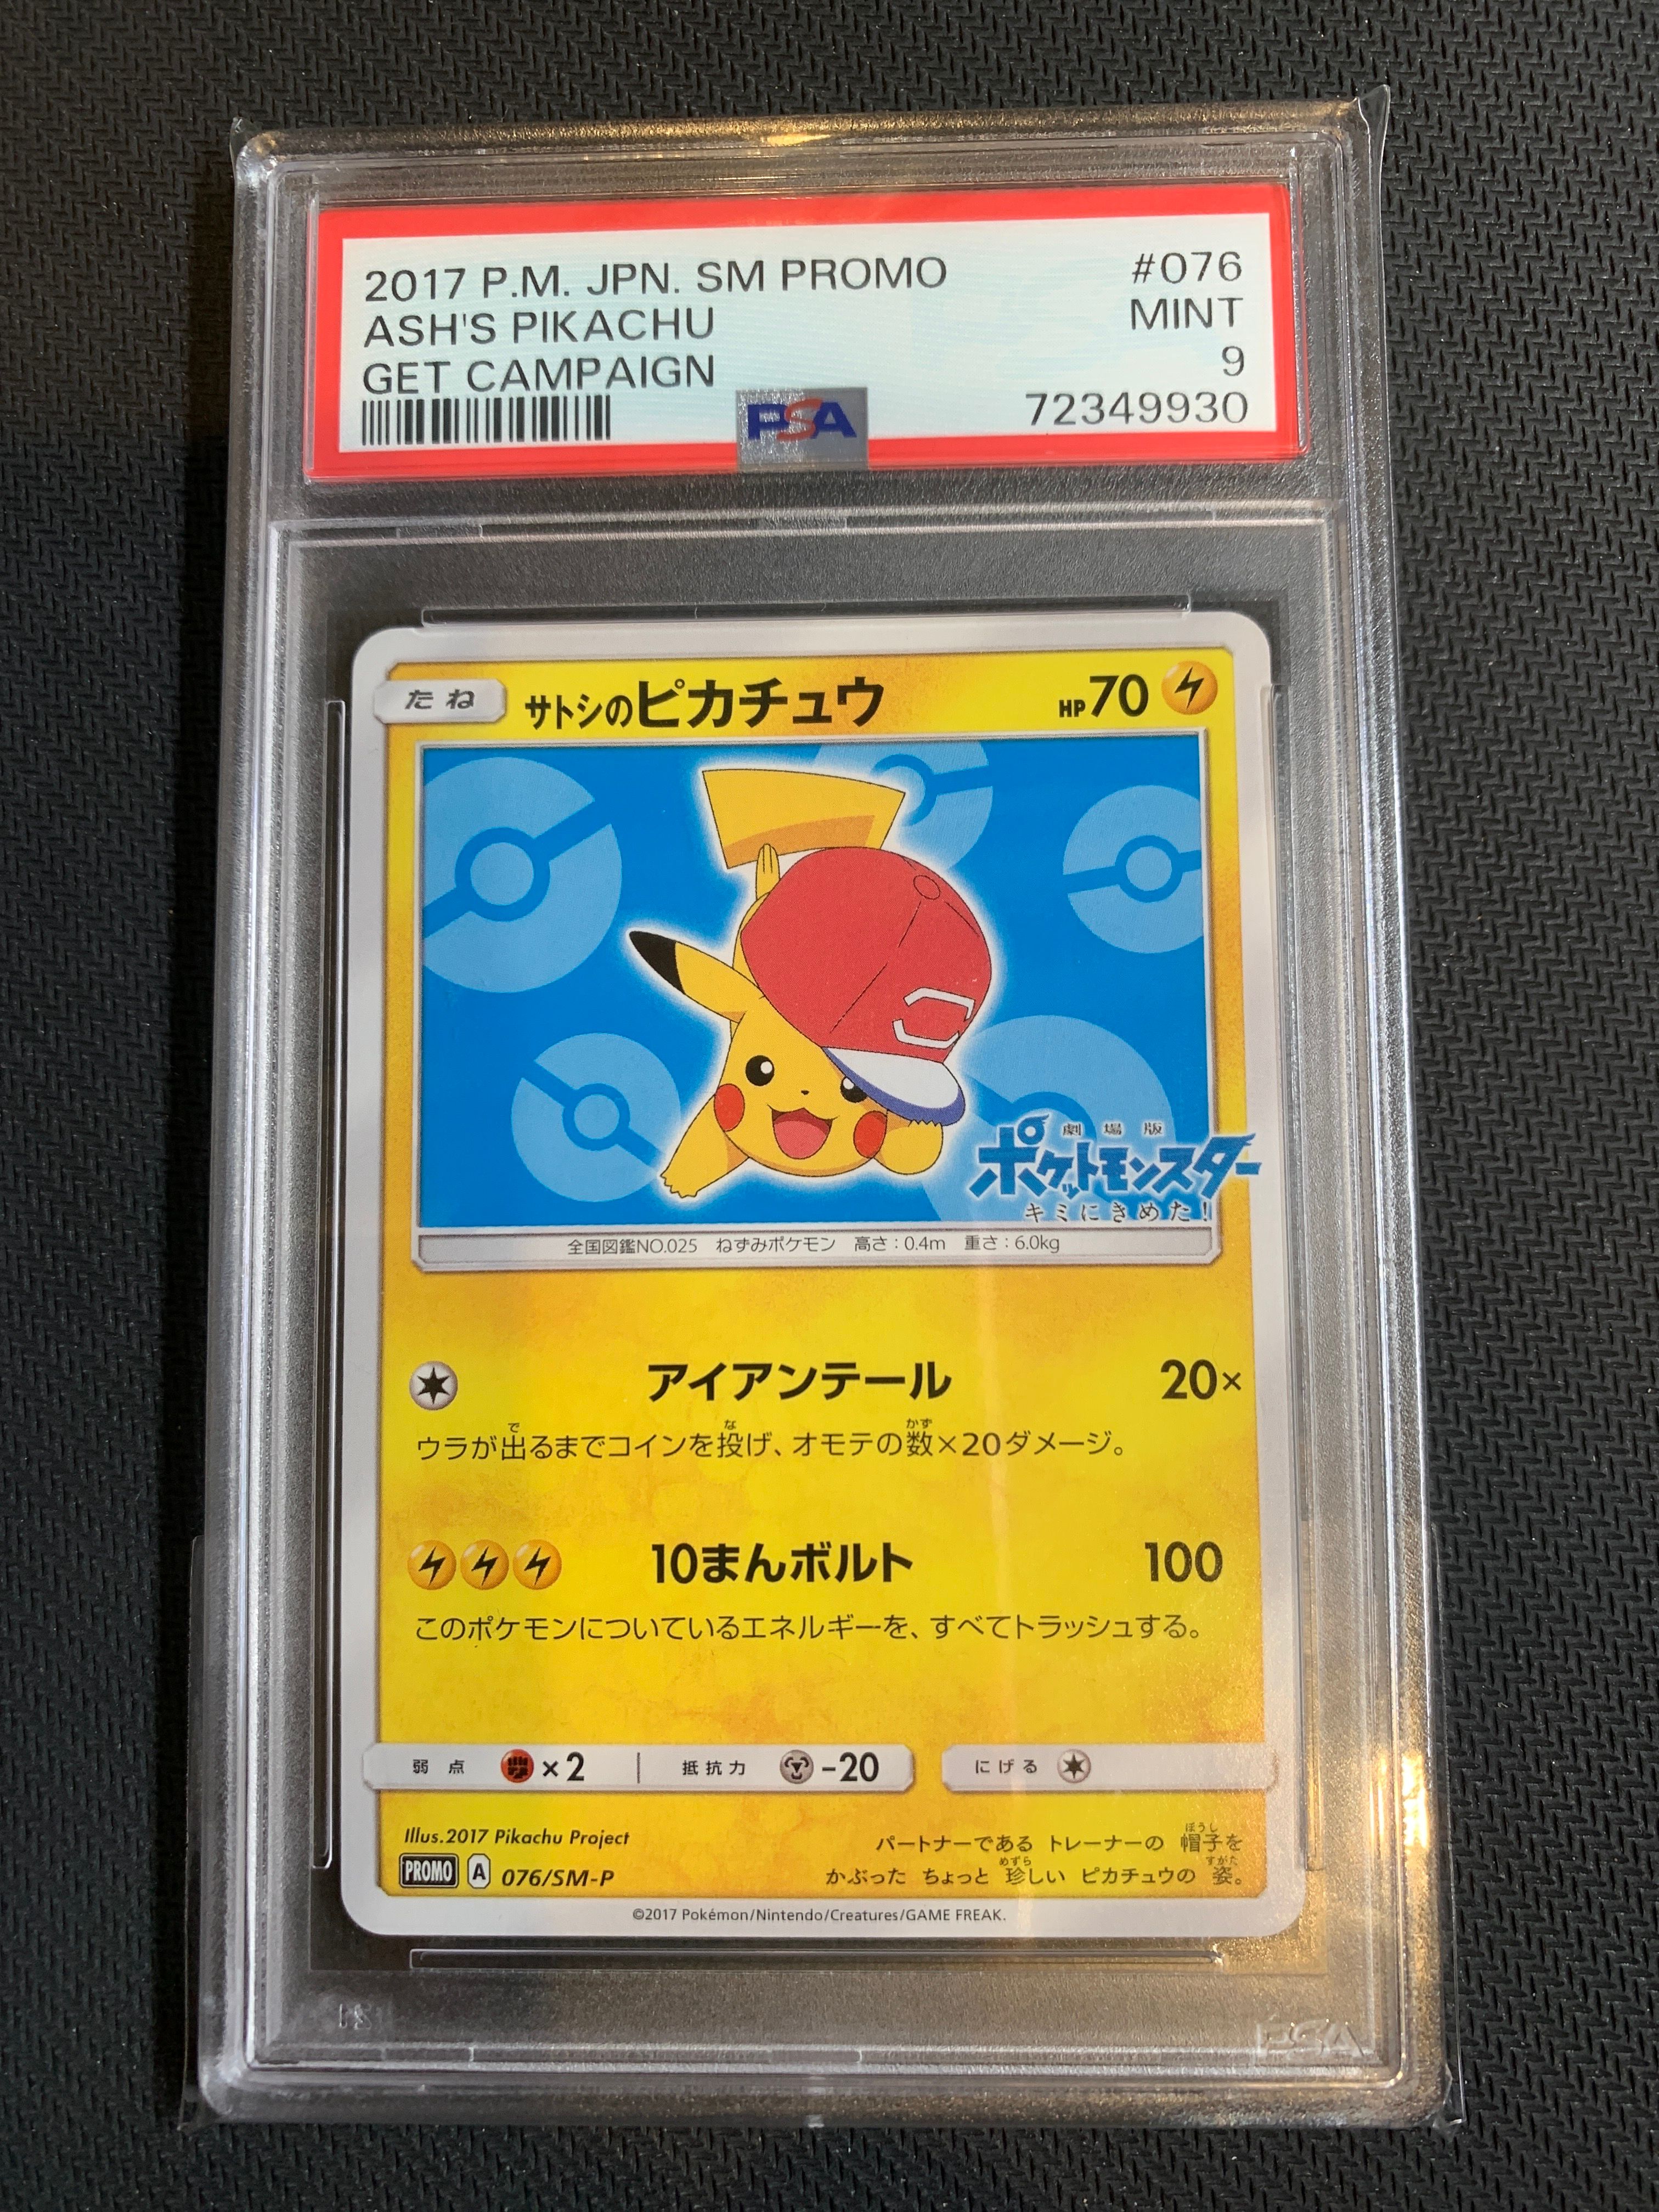 2017 P.M. JPN. SM PROMO #076
ASH'S PIKACHU MINT
GET CAMPAIGN 9
PSA 72349930
たね サトシのピカチュウ HP70
劇場版
ポケットモンスター
キミにきめた!
全国図鑑NO.025 ねずみポケモン 高さ:0.4m 重さ:6.0kg
アイアンテール 20×
ウラが出るまでコインを投げ、オモテの数×20ダメージ。
10まんボルト 100
このポケモンについているエネルギーを、すべてトラッシュする。
弱点 ×2 抵抗力 -20 にげる
Illus.2017 Pikachu Project
PROMO A 076/SM-P
パートナーである トレーナーの 帽子を
かぶった ちょっと 珍しい ピカチュウの 姿。
©2017 Pokémon/Nintendo/Creatures/GAME FREAK.
PSA